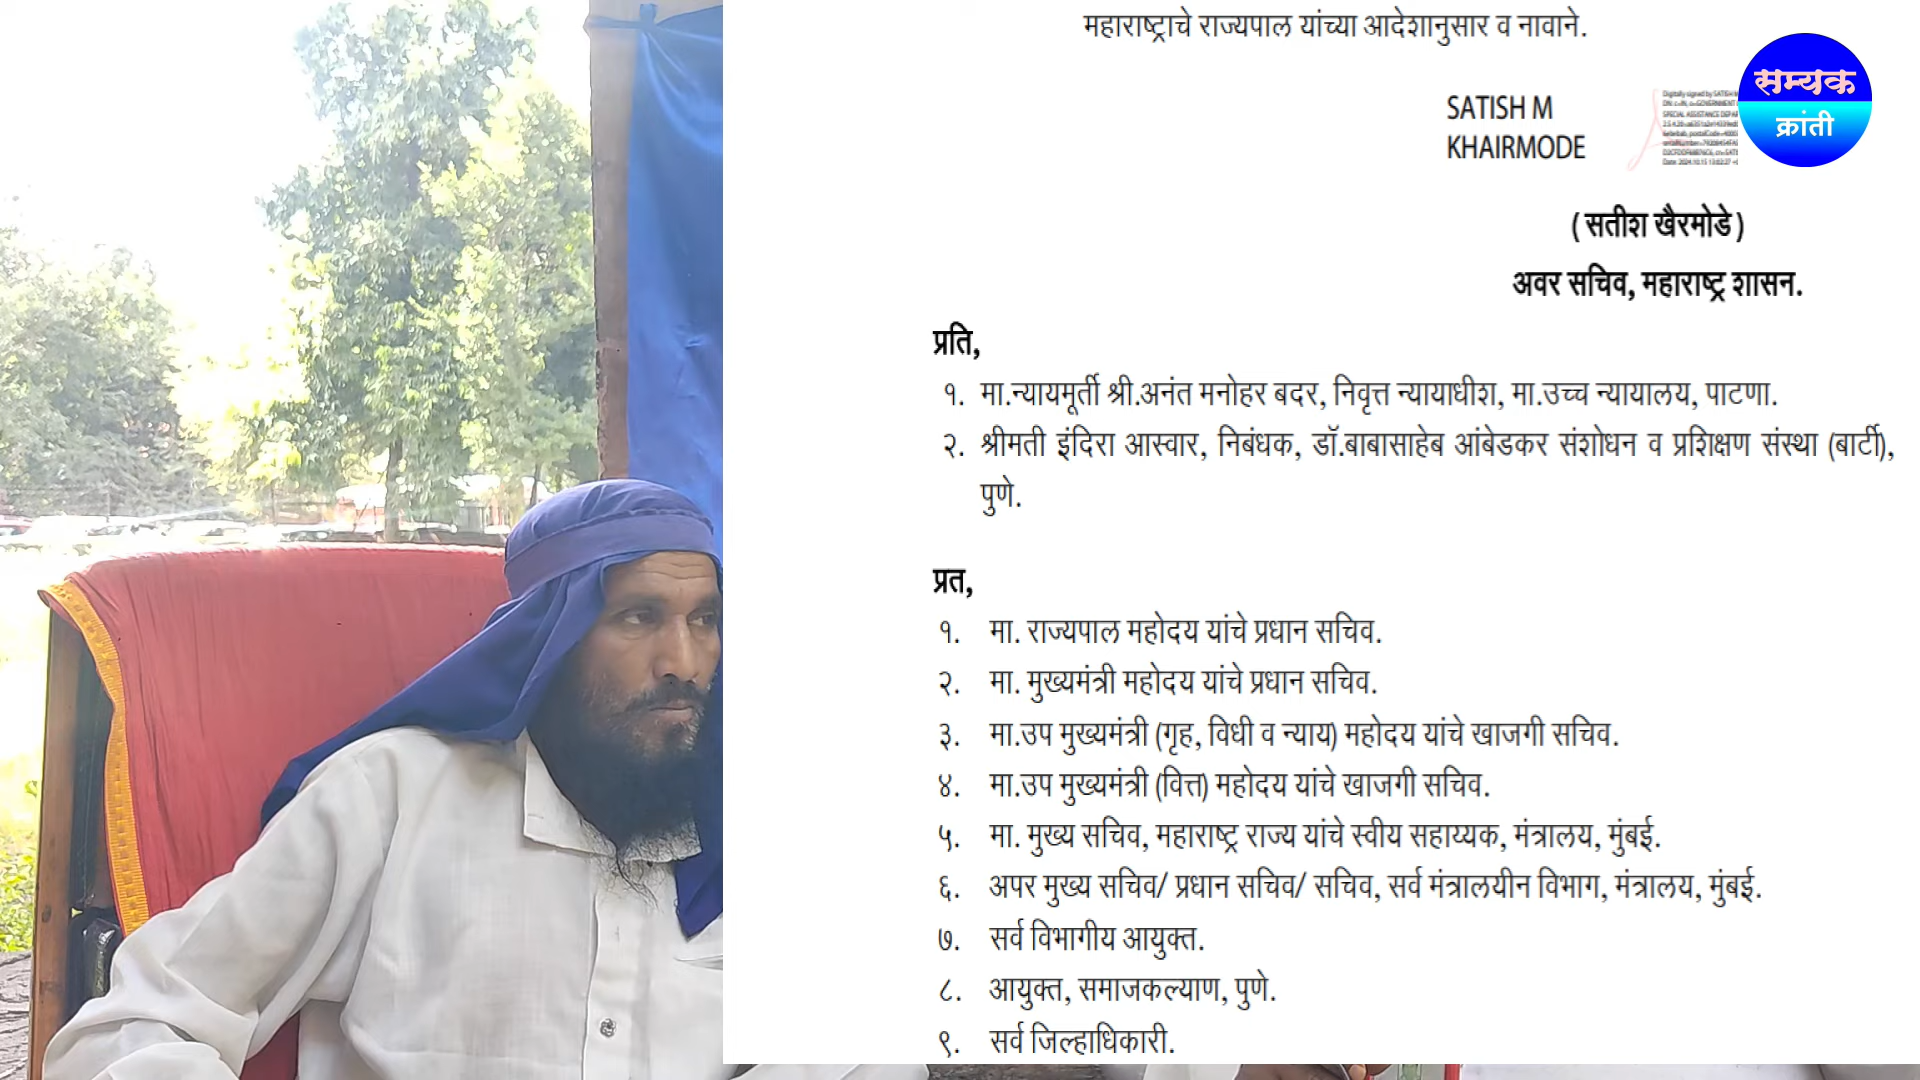 महाराष्ट्राचे राज्यपाल यांच्या आदेशानुसार व नावाने.
सम्यक
क्रांती
SATISH M
KHAIRMODE
Digitally signed by SATISH M
( सतीश खैरमोडे )
अवर सचिव, महाराष्ट्र शासन.
प्रति,
१. मा.न्यायमूर्ती श्री.अनंत मनोहर बदर, निवृत्त न्यायाधीश, मा.उच्च न्यायालय, पाटणा.
२. श्रीमती इंदिरा आस्वार, निबंधक, डॉ.बाबासाहेब आंबेडकर संशोधन व प्रशिक्षण संस्था (बार्टी),
पुणे.
प्रत,
१. मा. राज्यपाल महोदय यांचे प्रधान सचिव.
२. मा. मुख्यमंत्री महोदय यांचे प्रधान सचिव.
३. मा.उप मुख्यमंत्री (गृह, विधी व न्याय) महोदय यांचे खाजगी सचिव.
४. मा.उप मुख्यमंत्री (वित्त) महोदय यांचे खाजगी सचिव.
५. मा. मुख्य सचिव, महाराष्ट्र राज्य यांचे स्वीय सहाय्यक, मंत्रालय, मुंबई.
६. अपर मुख्य सचिव/ प्रधान सचिव/ सचिव, सर्व मंत्रालयीन विभाग, मंत्रालय, मुंबई.
७. सर्व विभागीय आयुक्त.
८. आयुक्त, समाजकल्याण, पुणे.
९. सर्व जिल्हाधिकारी.